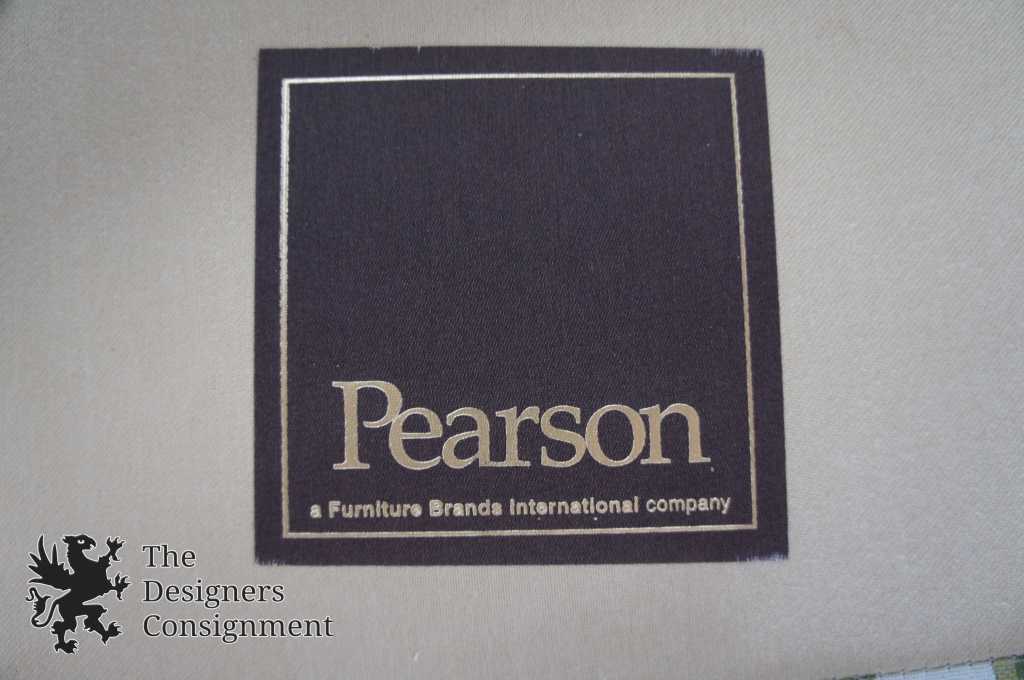 Pearson
a Furniture Brands International company
The
Designers
Consignment